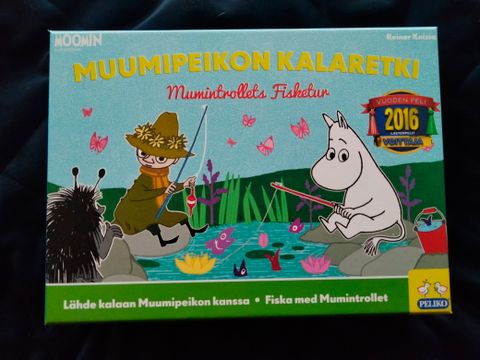 MOOMIN
Reiner Knizia
MUUMIPEIKON KALARETKI
Mumintrollets Fisketur
VUODEN PELI
2016
LASTENPELIT
VOITTAJA
Lähde kalaan Muumipeikon kanssa • Fiska med Mumintrollet
PELIKO